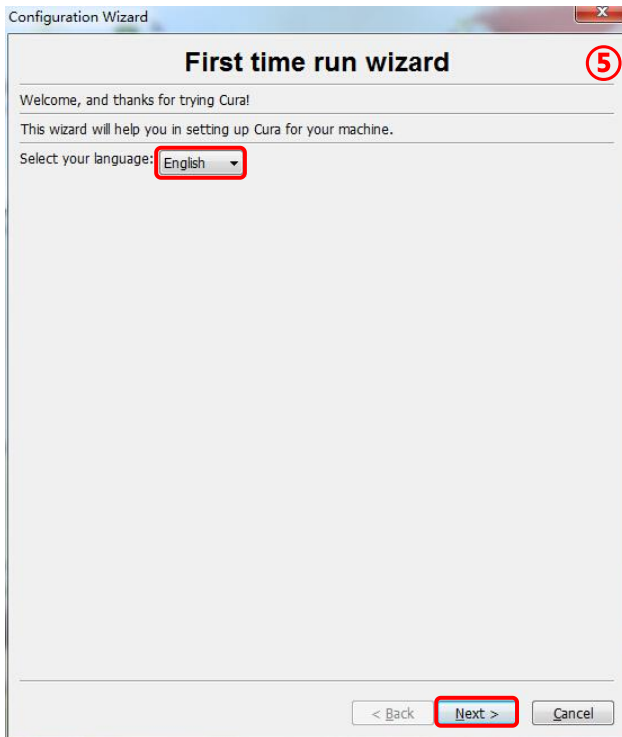 Configuration Wizard
x
First time run wizard
⑤
Welcome, and thanks for trying Cura!
This wizard will help you in setting up Cura for your machine.
Select your language: English
< Back Next > Cancel